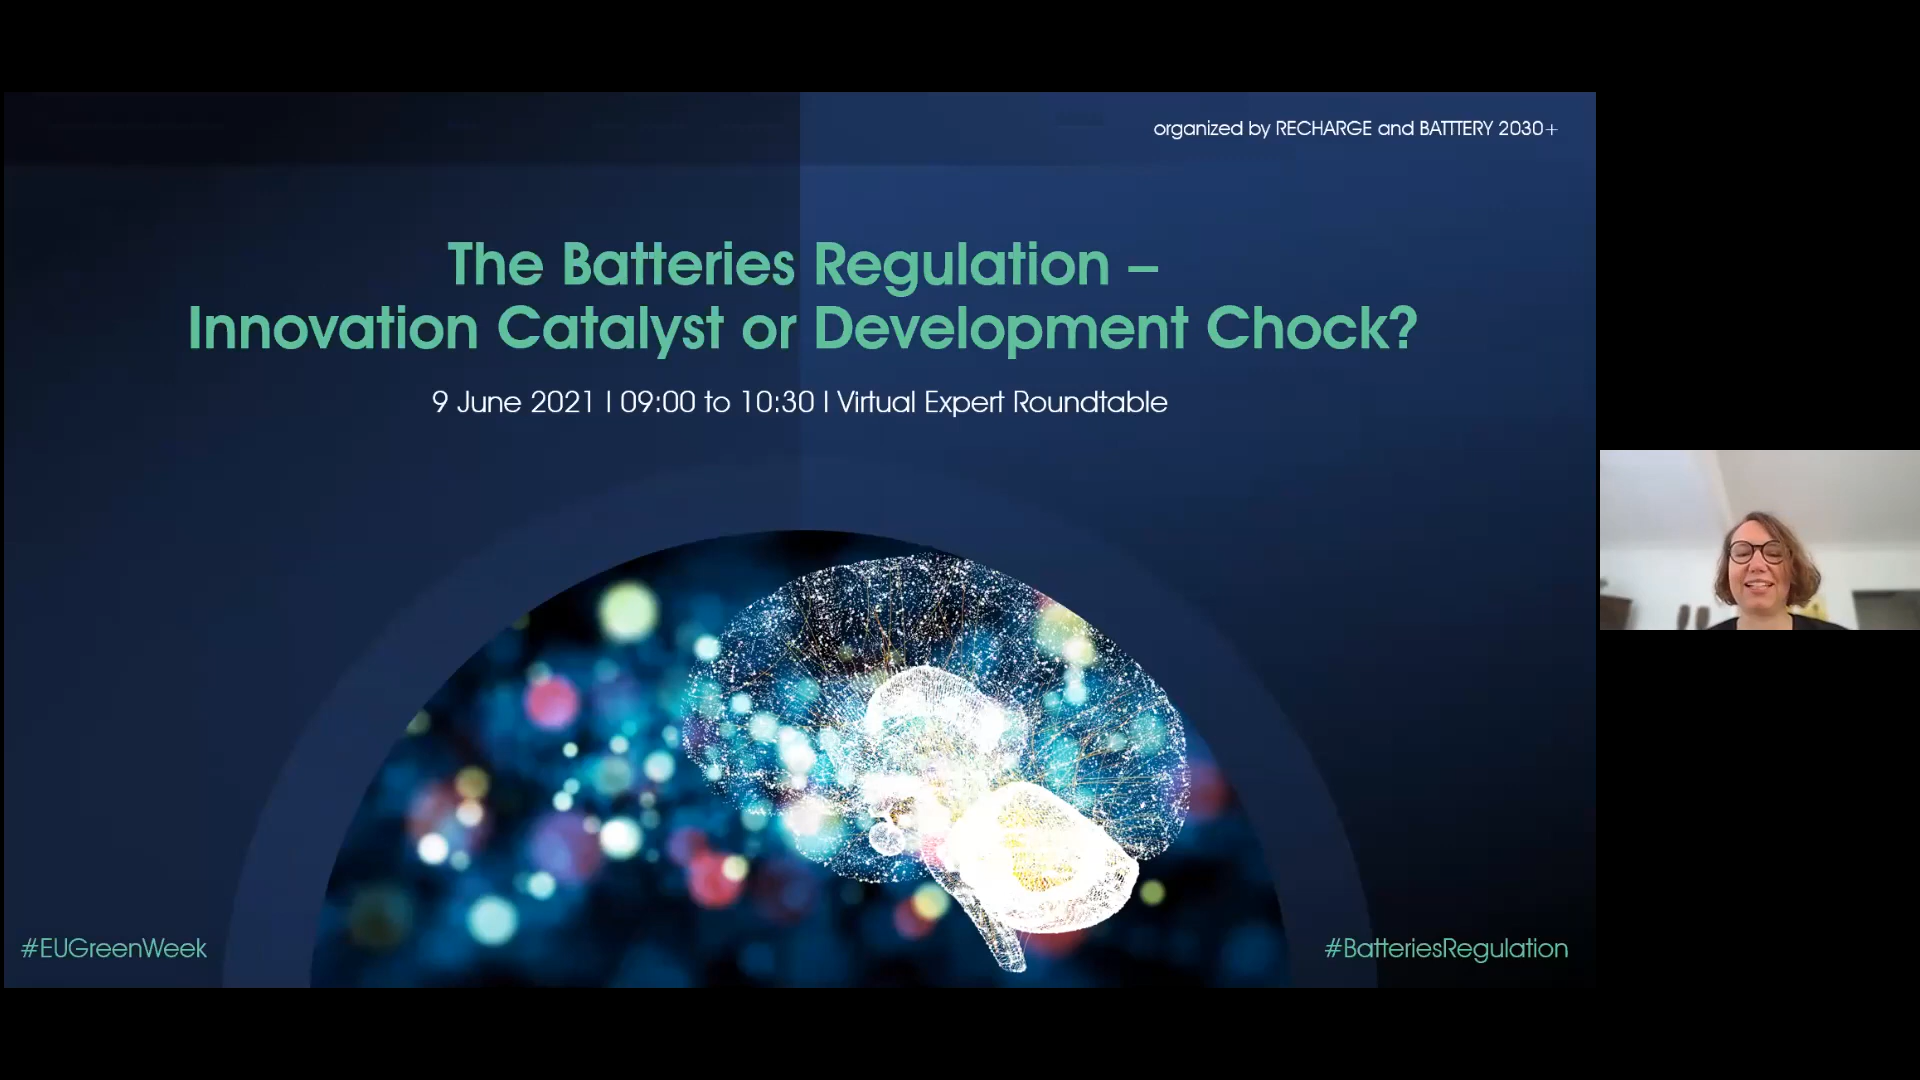 organized by RECHARGE and BATTTERY 2030+
The Batteries Regulation –
Innovation Catalyst or Development Chock?
9 June 2021 | 09:00 to 10:30 | Virtual Expert Roundtable
#EUGreenWeek
#BatteriesRegulation